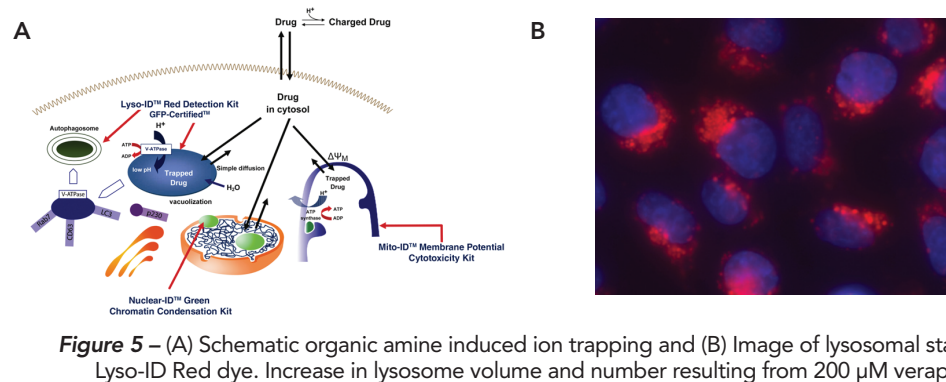 A
B
Drug H+ Charged Drug
Drug
in cytosol
Lyso-ID™ Red Detection Kit
GFP-Certified™
Autophagosome
H+
ATP
ADP
V-ATPase
low pH
Trapped
Drug
Simple diffusion
H₂O
vacuolization
V-ATPase
Rab7
CD63
LC3
p230
ΔΨM
Trapped
Drug
H+
ATP
synthase
ATP
ADP
Mito-ID™ Membrane Potential
Cytotoxicity Kit
Nuclear-ID™ Green
Chromatin Condensation Kit
Figure 5 – (A) Schematic organic amine induced ion trapping and (B) Image of lysosomal sta
Lyso-ID Red dye. Increase in lysosome volume and number resulting from 200 µM verap